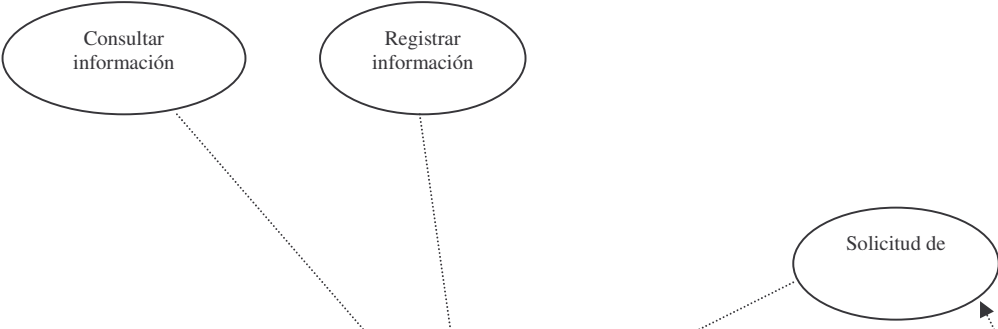 Consultar
información
Registrar
información
Solicitud de